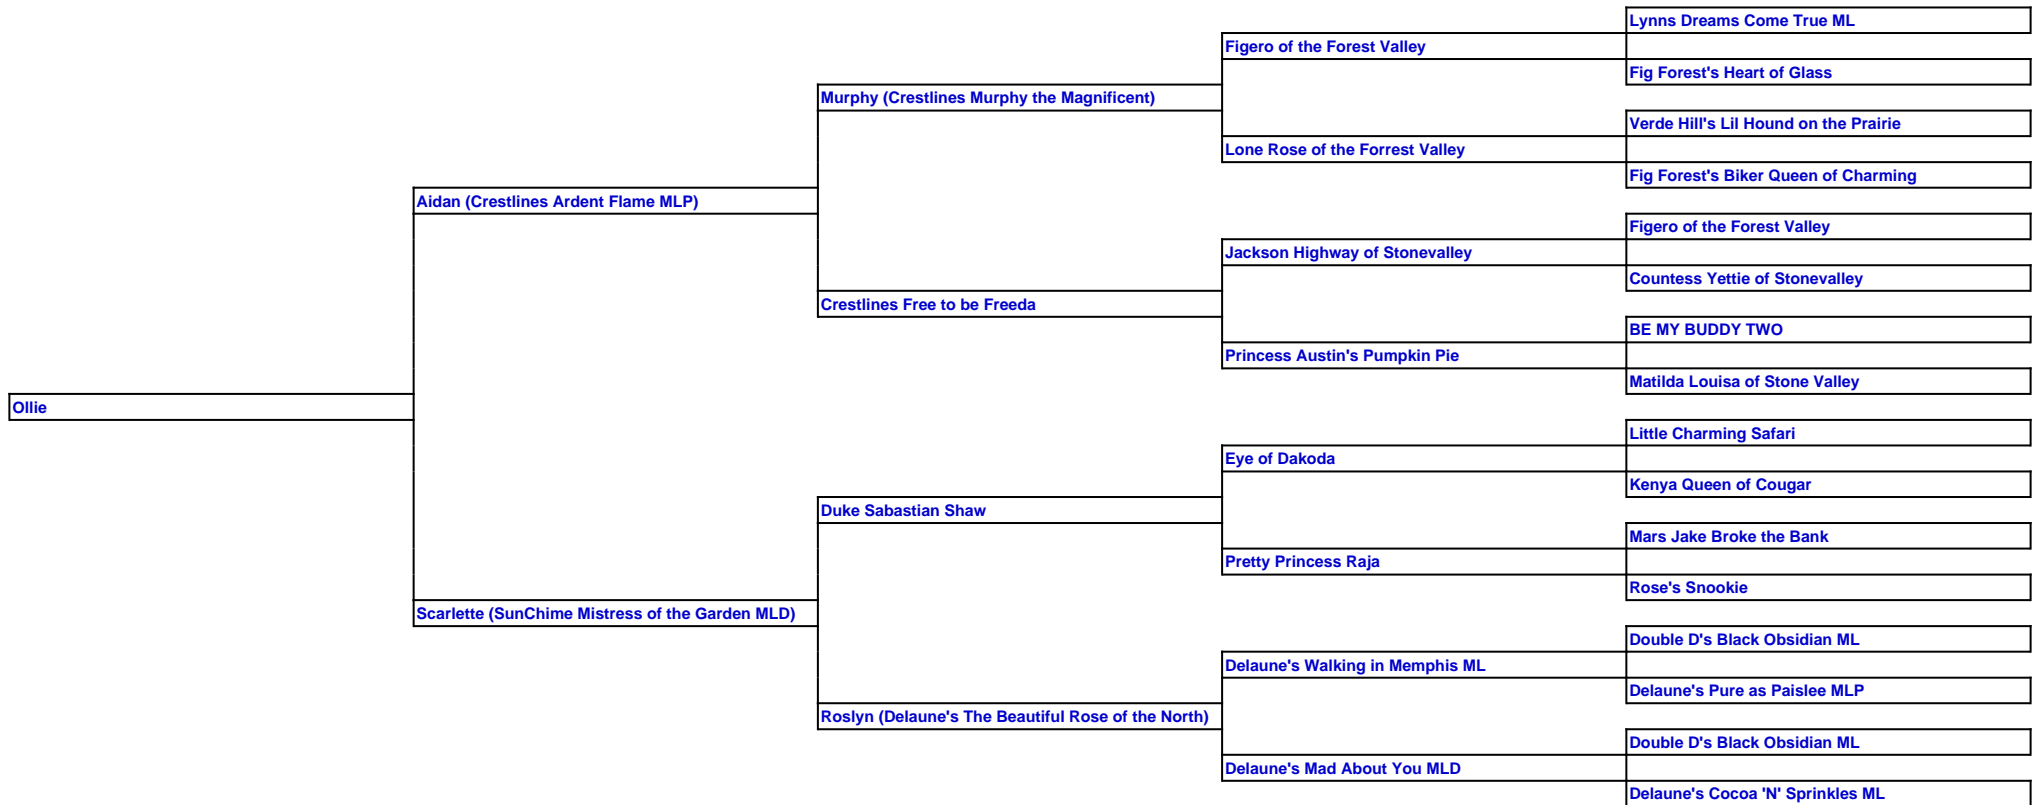 Lynns Dreams Come True ML
Figero of the Forest Valley
Fig Forest's Heart of Glass
Murphy (Crestlines Murphy the Magnificent)
Verde Hill's Lil Hound on the Prairie
Lone Rose of the Forrest Valley
Fig Forest's Biker Queen of Charming
Aidan (Crestlines Ardent Flame MLP)
Figero of the Forest Valley
Jackson Highway of Stonevalley
Countess Yettie of Stonevalley
Crestlines Free to be Freeda
BE MY BUDDY TWO
Princess Austin's Pumpkin Pie
Matilda Louisa of Stone Valley
Ollie
Little Charming Safari
Eye of Dakoda
Kenya Queen of Cougar
Duke Sabastian Shaw
Mars Jake Broke the Bank
Pretty Princess Raja
Rose's Snookie
Scarlette (SunChime Mistress of the Garden MLD)
Double D's Black Obsidian ML
Delaune's Walking in Memphis ML
Delaune's Pure as Paislee MLP
Roslyn (Delaune's The Beautiful Rose of the North)
Double D's Black Obsidian ML
Delaune's Mad About You MLD
Delaune's Cocoa 'N' Sprinkles ML